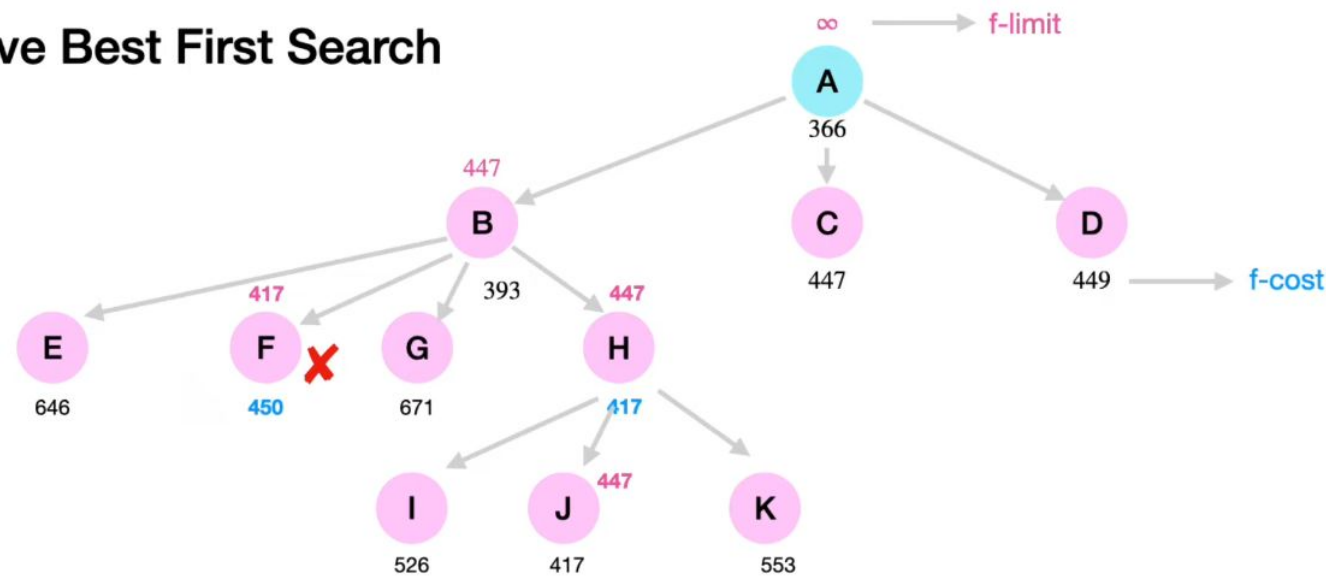 ve Best First Search
∞ f-limit
A
366
447
B
393
C
447
D
449 f-cost
E
646
417
F
✘
450
G
671
447
H
417
I
526
J
447
417
K
553